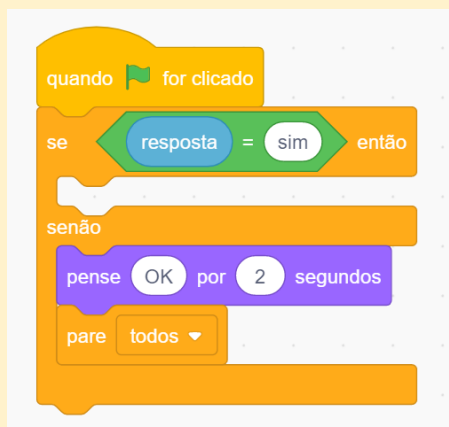 quando for clicado
se resposta = sim então
senão
pense OK por 2 segundos
pare todos